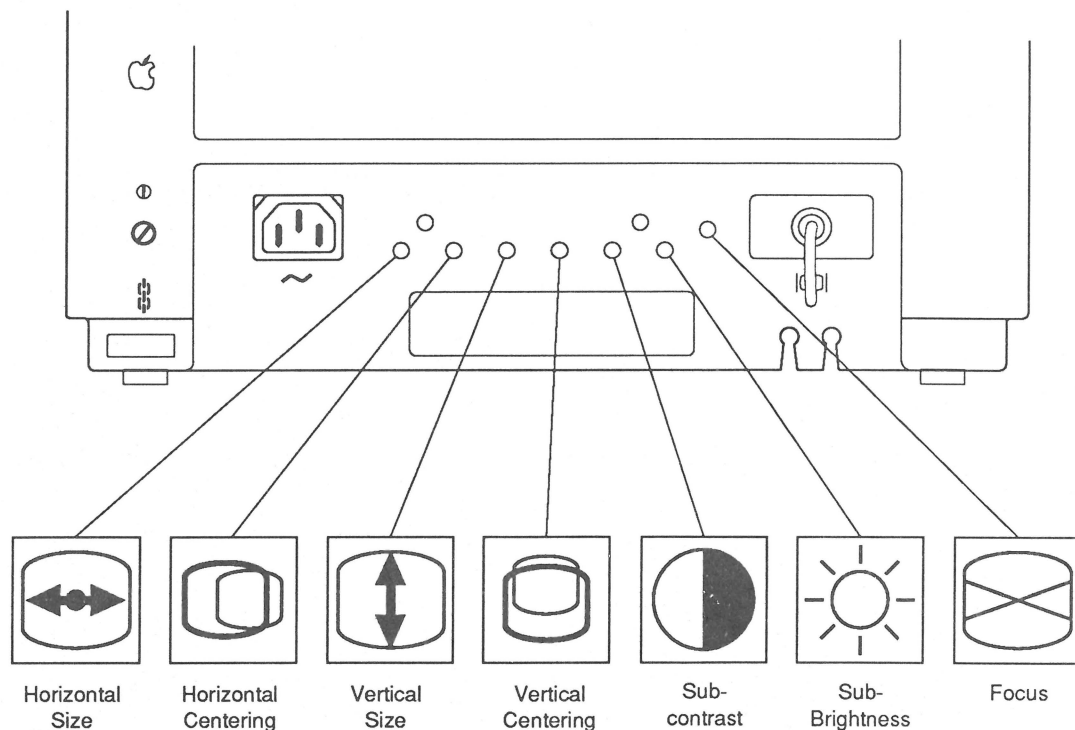 Horizontal
Size
Horizontal
Centering
Vertical
Size
Vertical
Centering
Sub-
contrast
Sub-
Brightness
Focus